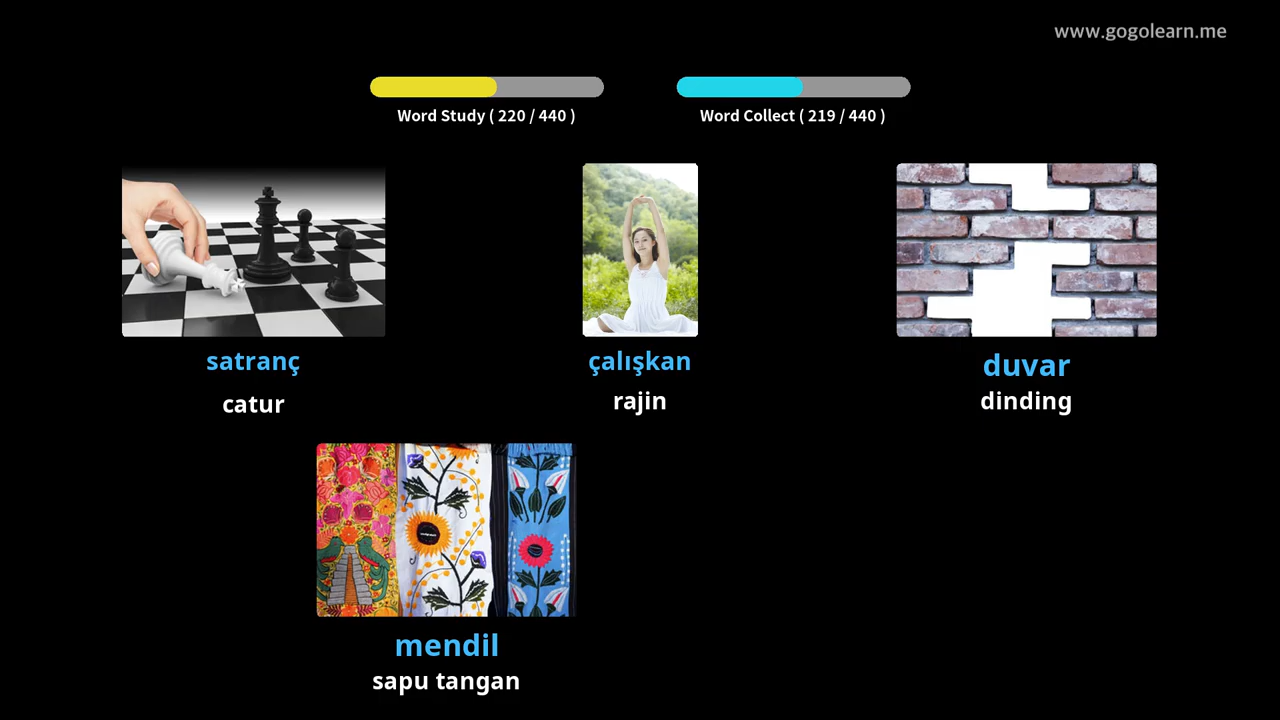 www.gogolearn.me
Word Study ( 220 / 440 )
Word Collect ( 219 / 440 )
satranç
catur
çalışkan
rajin
duvar
dinding
mendil
sapu tangan